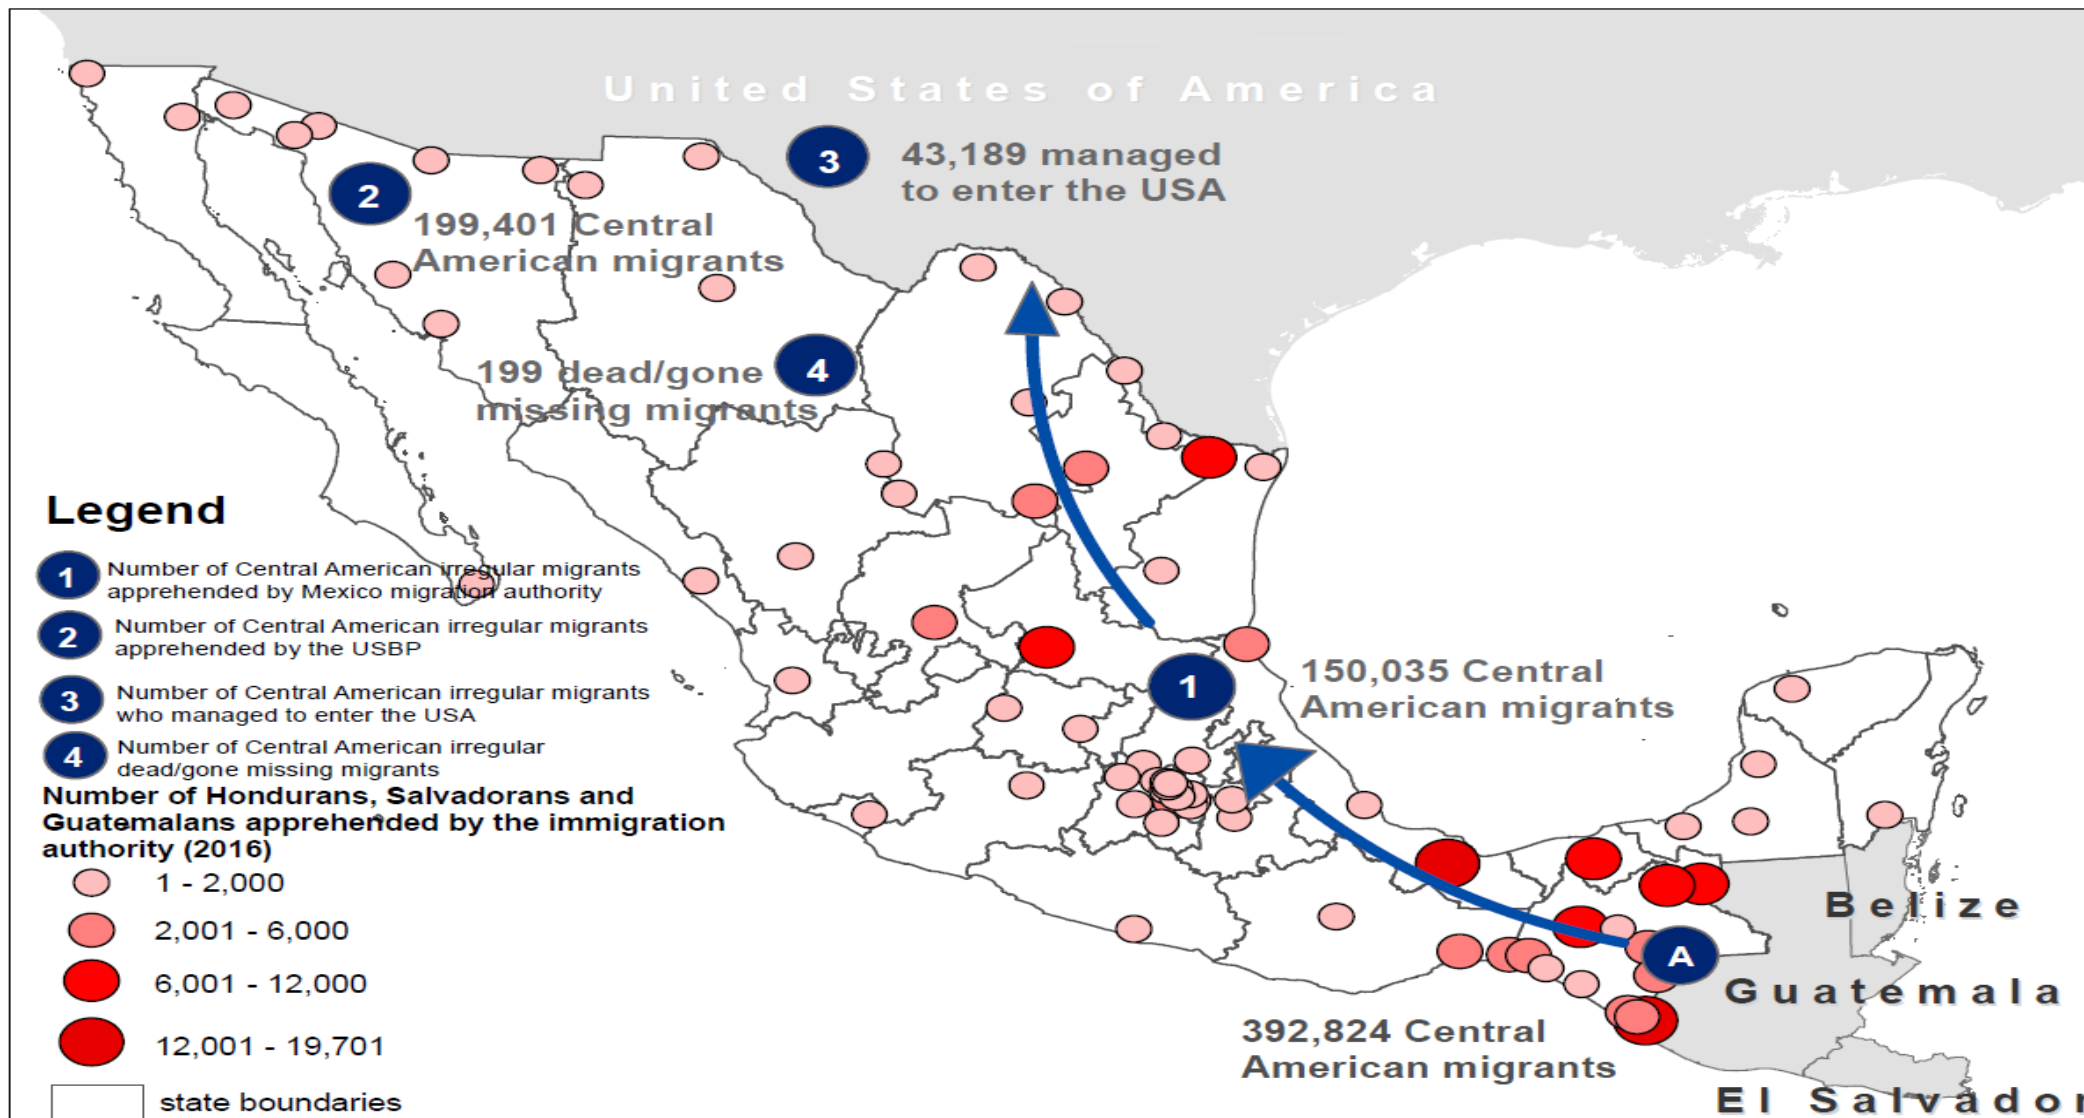 United States of America
3
43,189 managed
to enter the USA
2
199,401 Central
American migrants
4
199 dead/gone
missing migrants
1
150,035 Central
American migrants
A
392,824 Central
American migrants
Belize
Guatemala
El Salvador
Legend
1 Number of Central American irregular migrants
apprehended by Mexico migration authority
2 Number of Central American irregular migrants
apprehended by the USBP
3 Number of Central American irregular migrants
who managed to enter the USA
4 Number of Central American irregular
dead/gone missing migrants
Number of Hondurans, Salvadorans and
Guatemalans apprehended by the immigration
authority (2016)
1 - 2,000
2,001 - 6,000
6,001 - 12,000
12,001 - 19,701
state boundaries